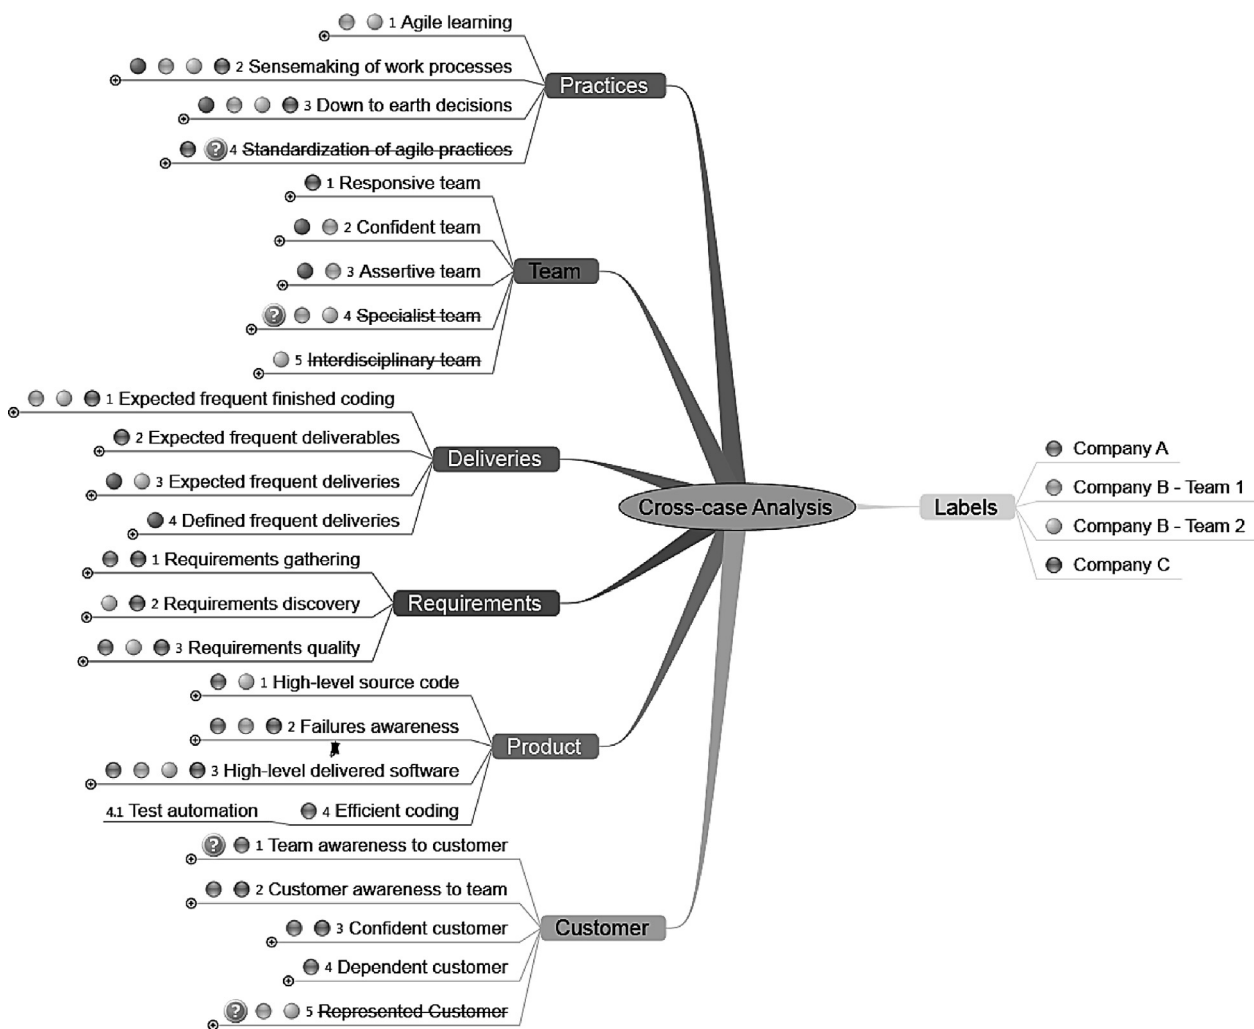 1 Agile learning
2 Sensemaking of work processes
3 Down to earth decisions
? 4 Standardization of agile practices
Practices
1 Responsive team
2 Confident team
3 Assertive team
? 4 Specialist team
5 Interdisciplinary team
Team
1 Expected frequent finished coding
2 Expected frequent deliverables
3 Expected frequent deliveries
4 Defined frequent deliveries
Deliveries
1 Requirements gathering
2 Requirements discovery
3 Requirements quality
Requirements
1 High-level source code
2 Failures awareness
3 High-level delivered software
4 Efficient coding
4.1 Test automation
Product
? 1 Team awareness to customer
2 Customer awareness to team
3 Confident customer
4 Dependent customer
? 5 Represented Customer
Customer
Cross-case Analysis
Labels
Company A
Company B - Team 1
Company B - Team 2
Company C